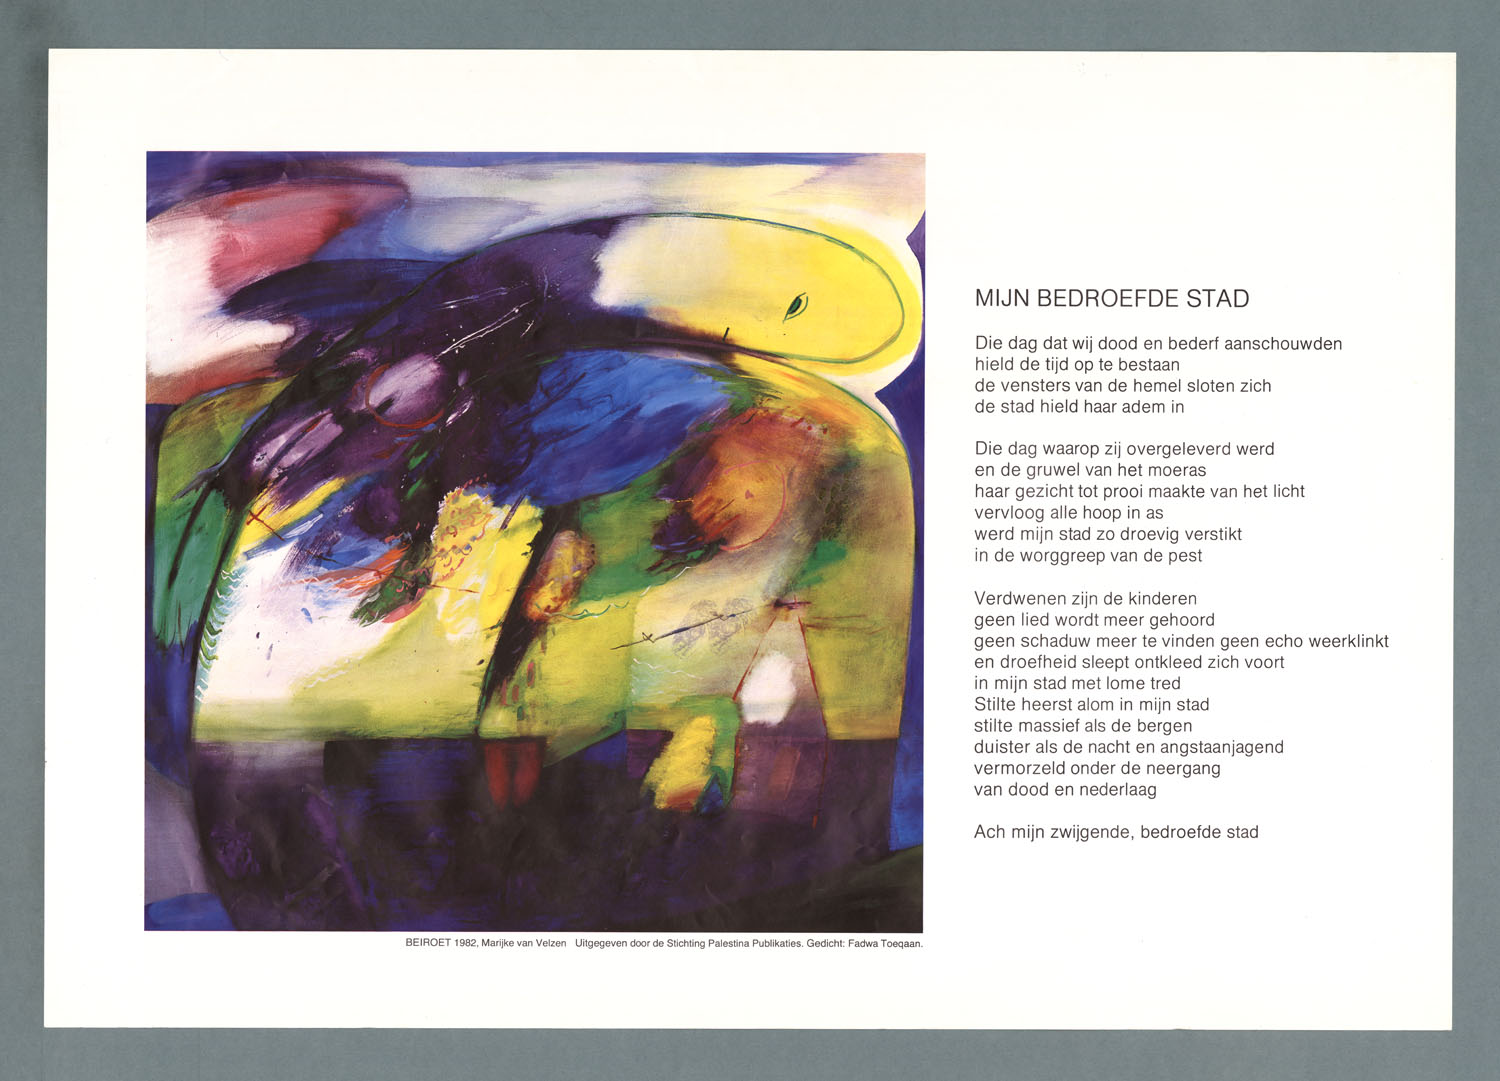 MIJN BEDROEFDE STAD
Die dag dat wij dood en bederf aanschouwden
hield de tijd op te bestaan
de vensters van de hemel sloten zich
de stad hield haar adem in
Die dag waarop zij overgeleverd werd
en de gruwel van het moeras
haar gezicht tot prooi maakte van het licht
vervloog alle hoop in as
werd mijn stad zo droevig verstikt
in de worggreep van de pest
Verdwenen zijn de kinderen
geen lied wordt meer gehoord
geen schaduw meer te vinden geen echo weerklinkt
en droefheid sleept ontkleed zich voort
in mijn stad met lome tred
Stilte heerst alom in mijn stad
stilte massief als de bergen
duister als de nacht en angstaanjagend
vermorzeld onder de neergang
van dood en nederlaag
Ach mijn zwijgende, bedroefde stad
BEIROET 1982, Marijke van Velzen Uitgegeven door de Stichting Palestina Publikaties. Gedicht: Fadwa Toeqaan.